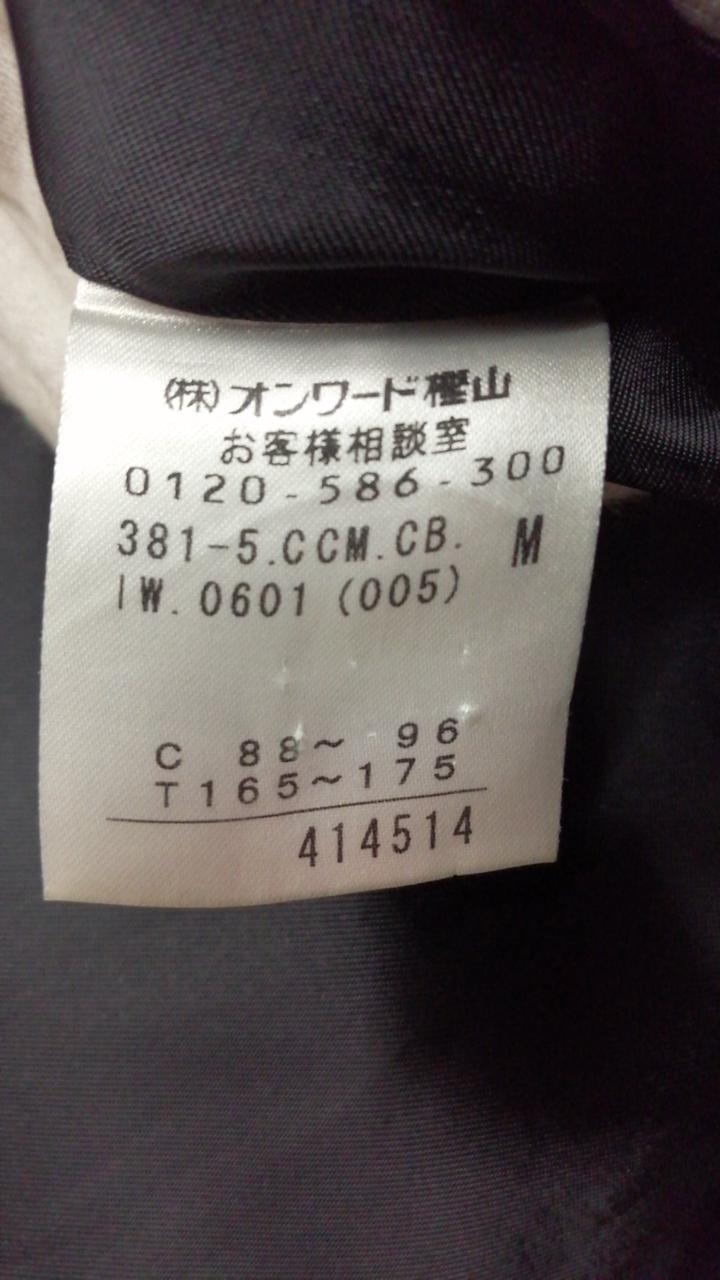 (株)オンワード樫山
お客様相談室
0120-586-300
381-5.CCM.CB. M
IW.0601 (005)
C 88～ 96
T165～175
414514